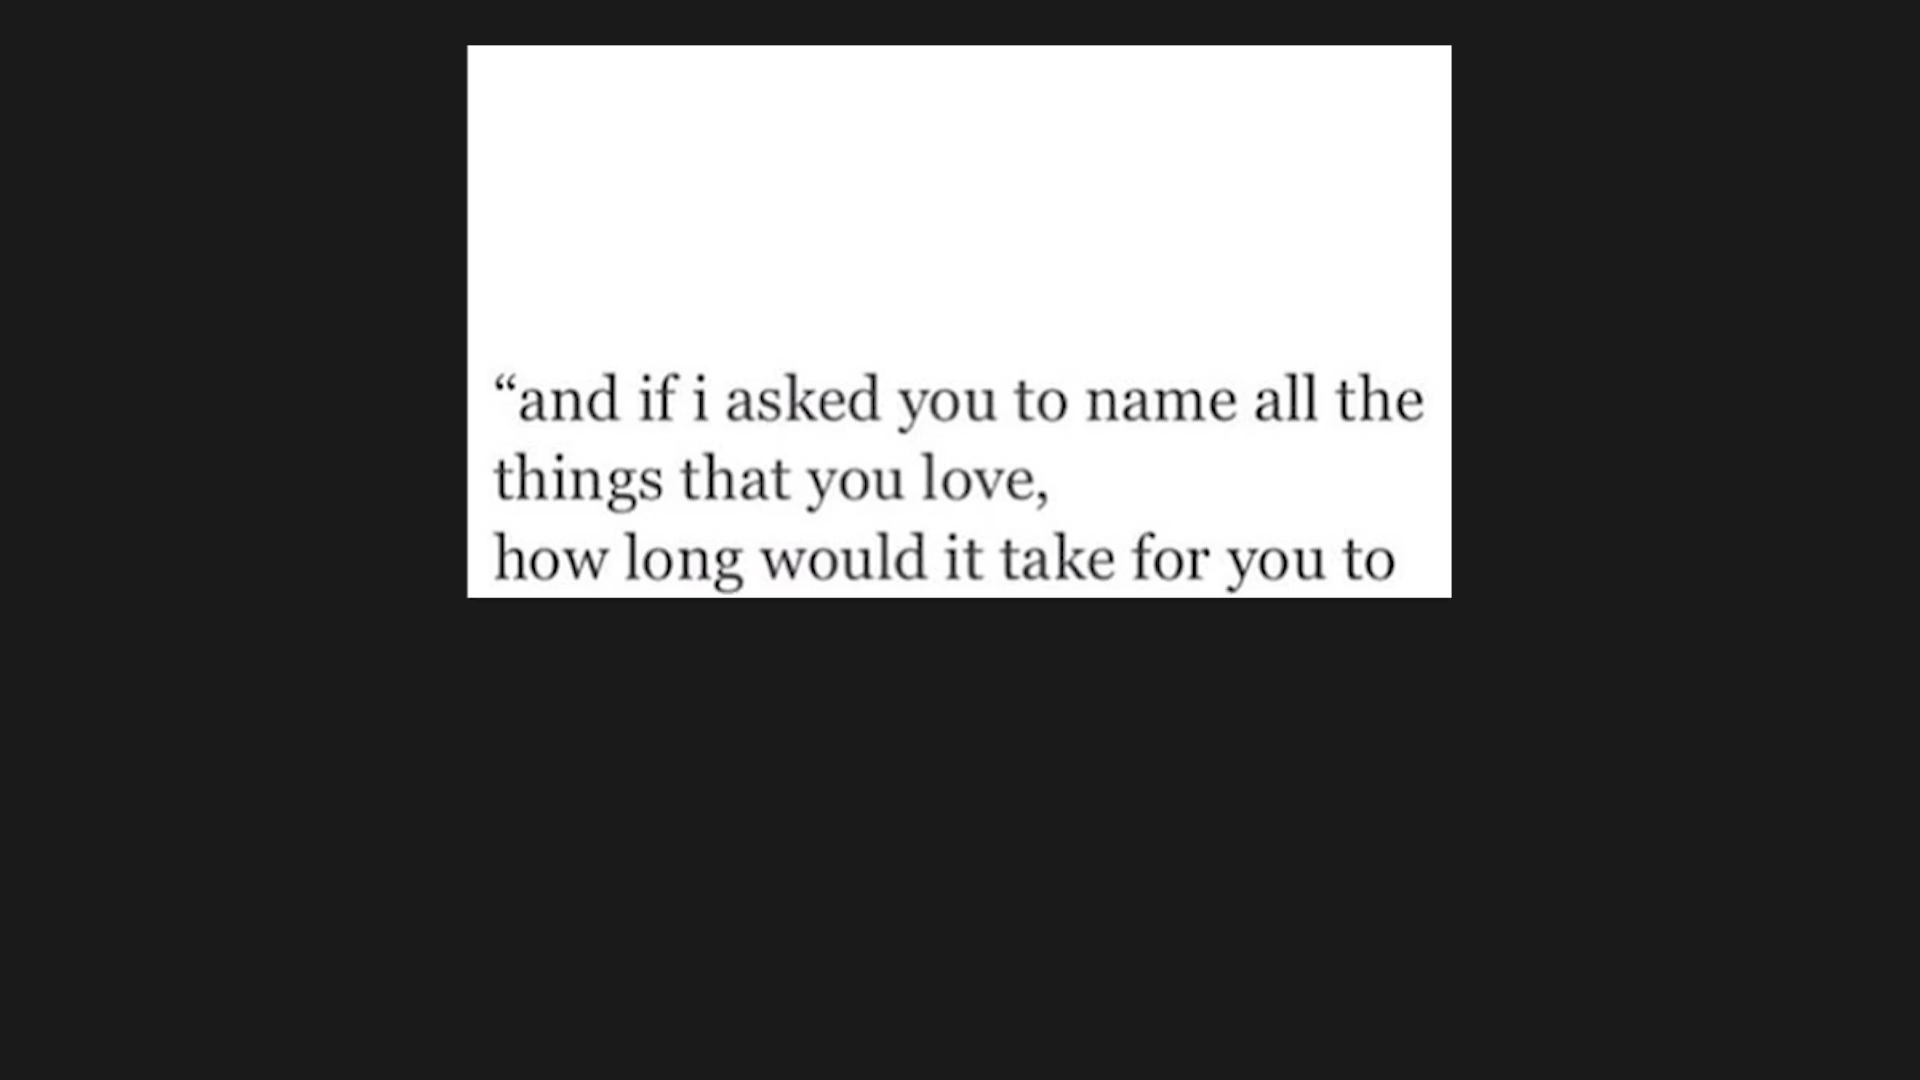 “and if i asked you to name all the
things that you love,
how long would it take for you to